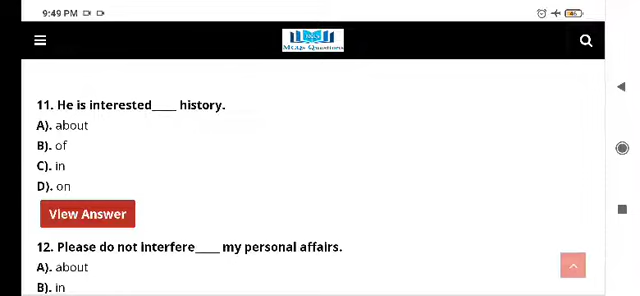 9:49 PM
MCQs Questions
11. He is interested____ history.
A). about
B). of
C). in
D). on
View Answer
12. Please do not interfere____ my personal affairs.
A). about
B). in